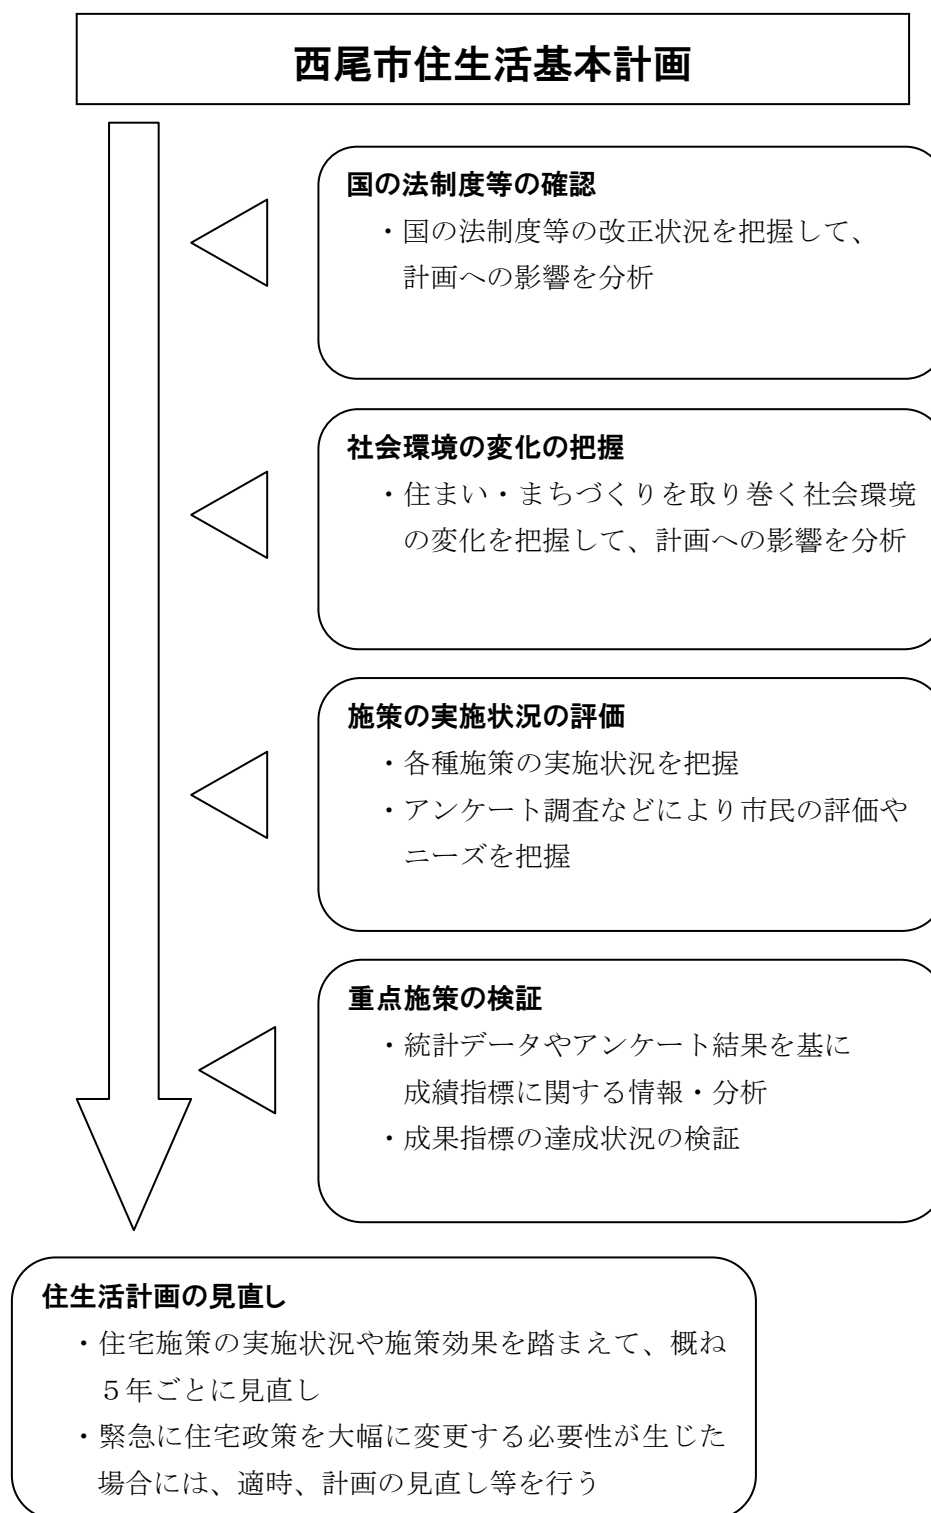 西尾市住生活基本計画
国の法制度等の確認
・国の法制度等の改正状況を把握して、
計画への影響を分析
社会環境の変化の把握
・住まい・まちづくりを取り巻く社会環境
の変化を把握して、計画への影響を分析
施策の実施状況の評価
・各種施策の実施状況を把握
・アンケート調査などにより市民の評価や
ニーズを把握
重点施策の検証
・統計データやアンケート結果を基に
成績指標に関する情報・分析
・成果指標の達成状況の検証
住生活計画の見直し
・住宅施策の実施状況や施策効果を踏まえて、概ね
５年ごとに見直し
・緊急に住宅政策を大幅に変更する必要性が生じた
場合には、適時、計画の見直し等を行う